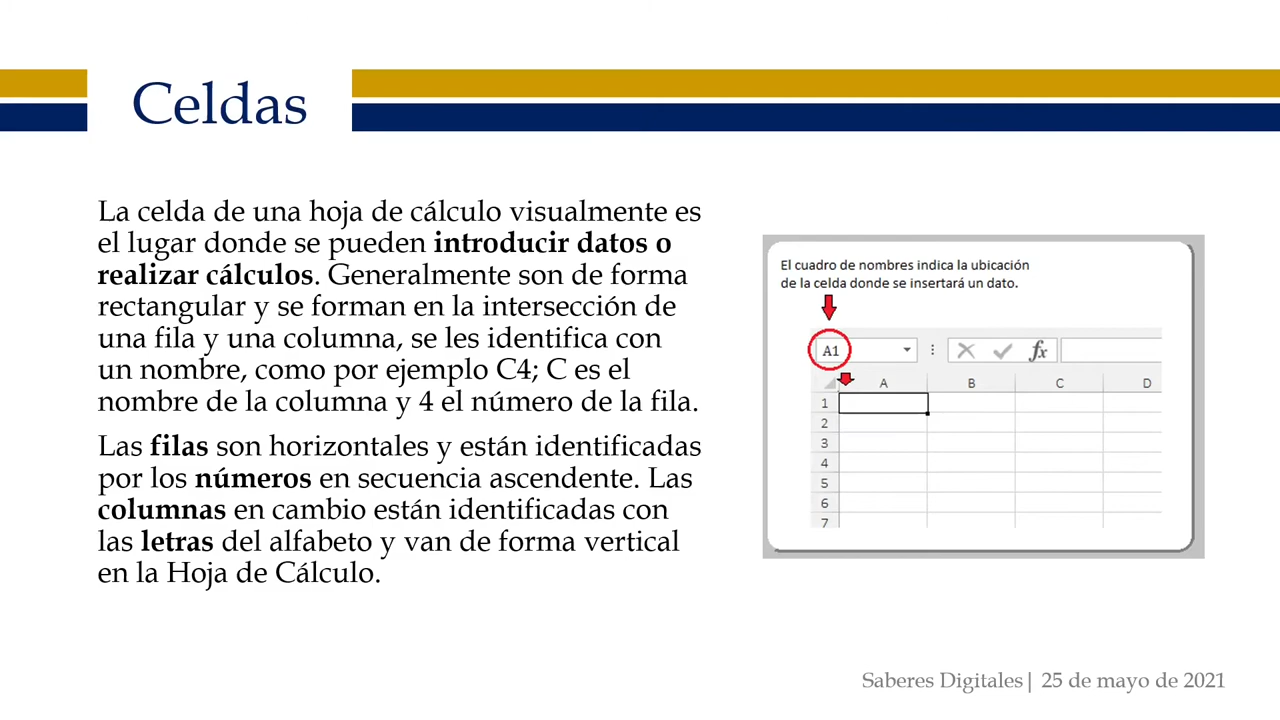 Celdas
La celda de una hoja de cálculo visualmente es
el lugar donde se pueden introducir datos o
realizar cálculos. Generalmente son de forma
rectangular y se forman en la intersección de
una fila y una columna, se les identifica con
un nombre, como por ejemplo C4; C es el
nombre de la columna y 4 el número de la fila.
Las filas son horizontales y están identificadas
por los números en secuencia ascendente. Las
columnas en cambio están identificadas con
las letras del alfabeto y van de forma vertical
en la Hoja de Cálculo.
El cuadro de nombres indica la ubicación
de la celda donde se insertará un dato.
A1 fx
A B C D
1
2
3
4
5
6
7
Saberes Digitales| 25 de mayo de 2021